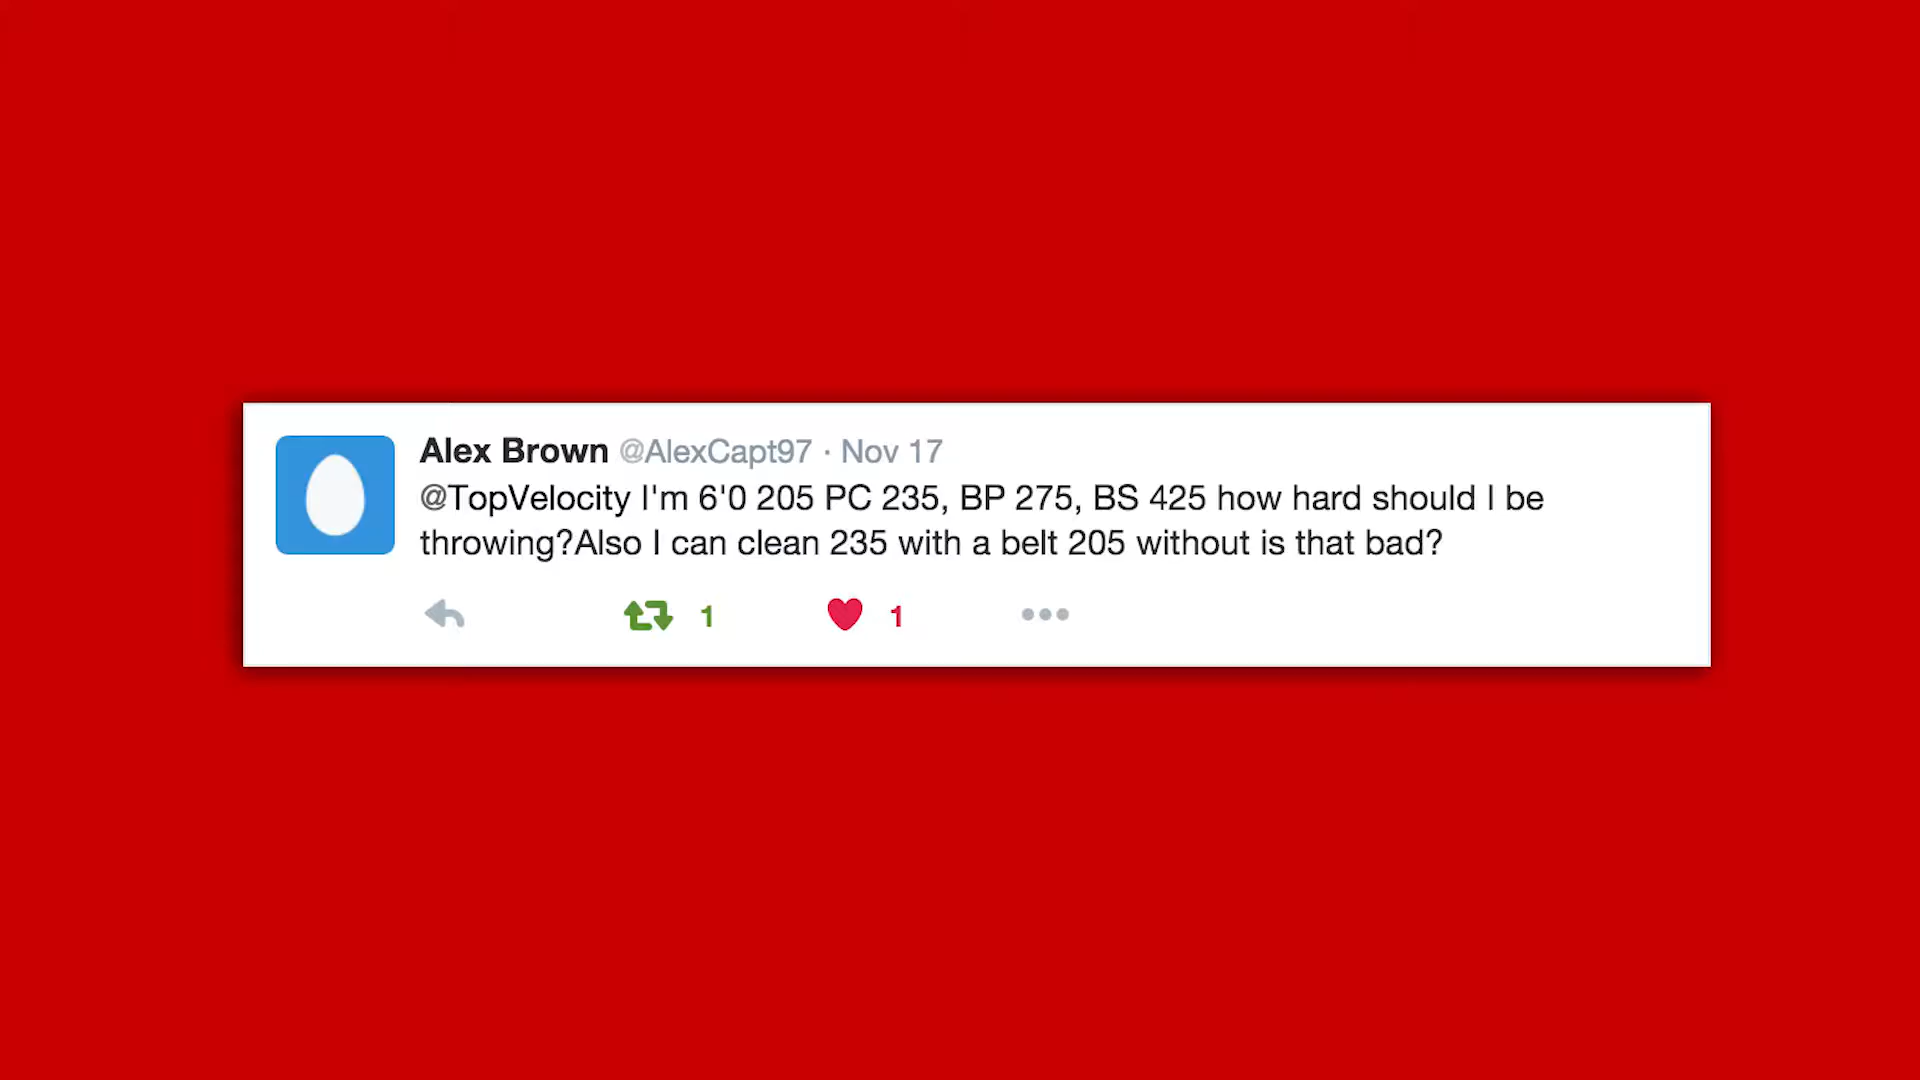 Alex Brown @AlexCapt97 · Nov 17
@TopVelocity I'm 6'0 205 PC 235, BP 275, BS 425 how hard should I be
throwing?Also I can clean 235 with a belt 205 without is that bad?
1 1